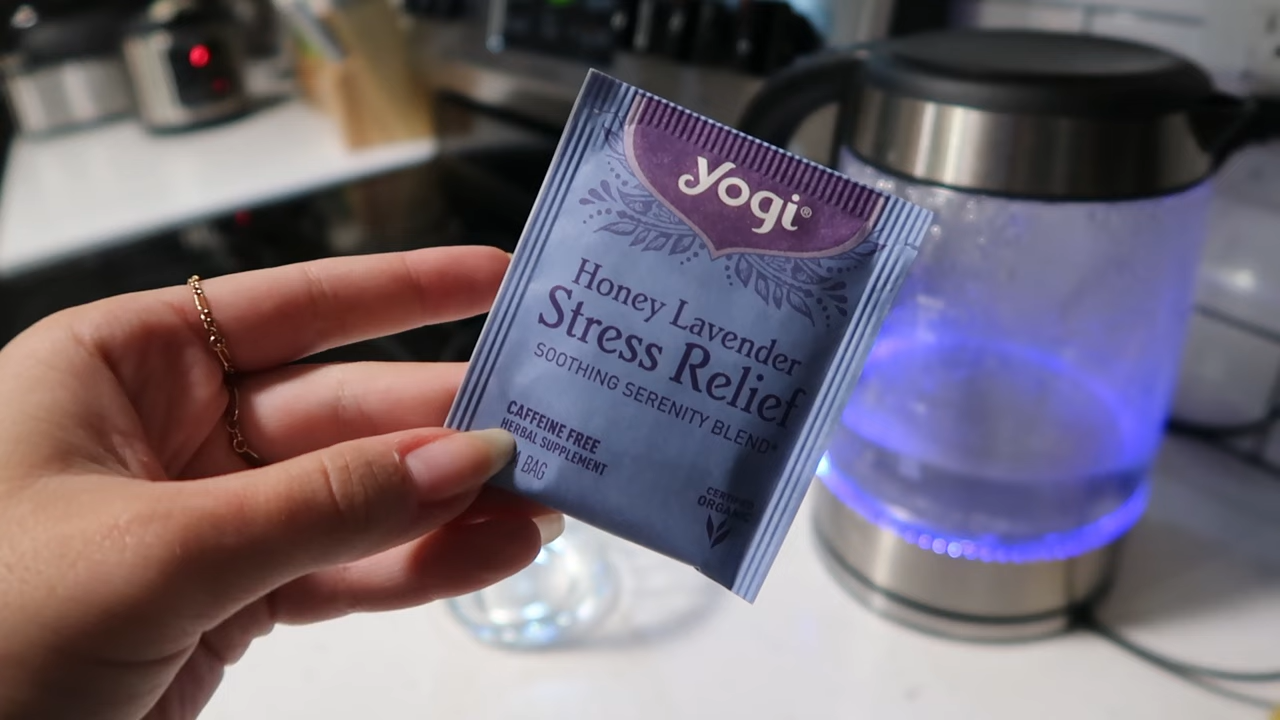 yogi®
Honey Lavender
Stress Relief
SOOTHING SERENITY BLEND*
CAFFEINE FREE
HERBAL SUPPLEMENT
BAG
CERTIFIED
ORGANIC